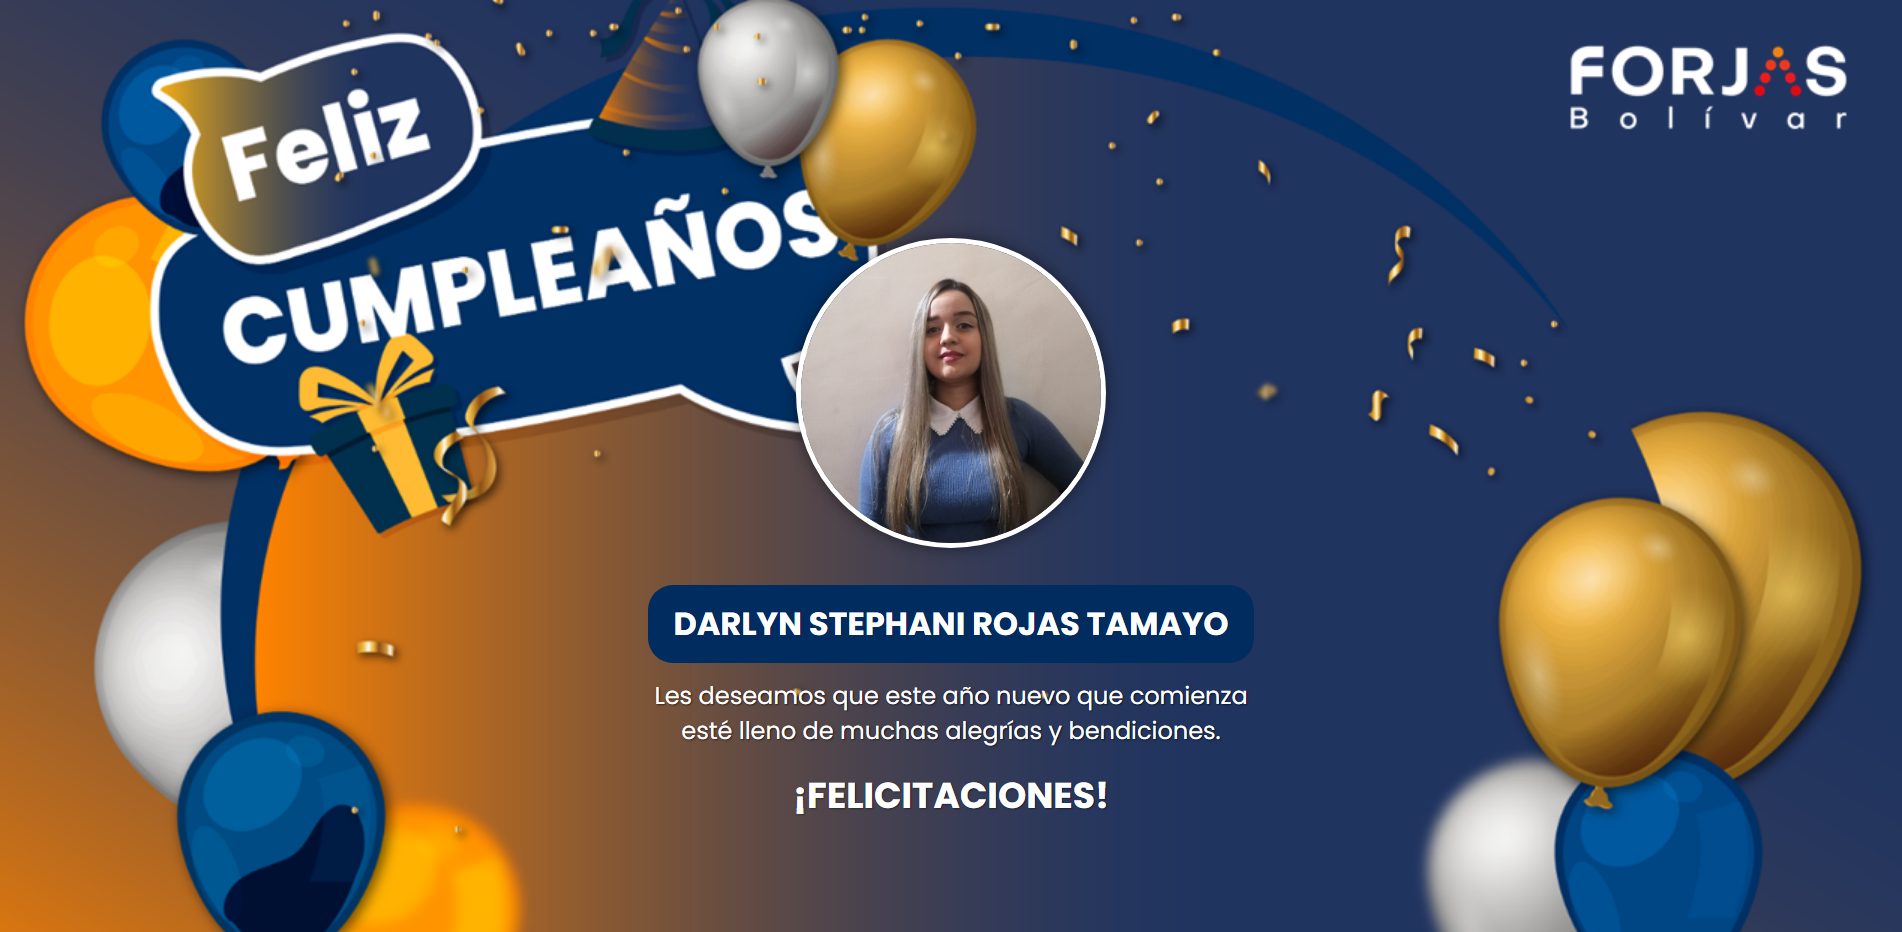 Feliz
CUMPLEAÑOS
FORJAS
Bolívar
DARLYN STEPHANI ROJAS TAMAYO
Les deseamos que este año nuevo que comienza
esté lleno de muchas alegrías y bendiciones.
¡FELICITACIONES!